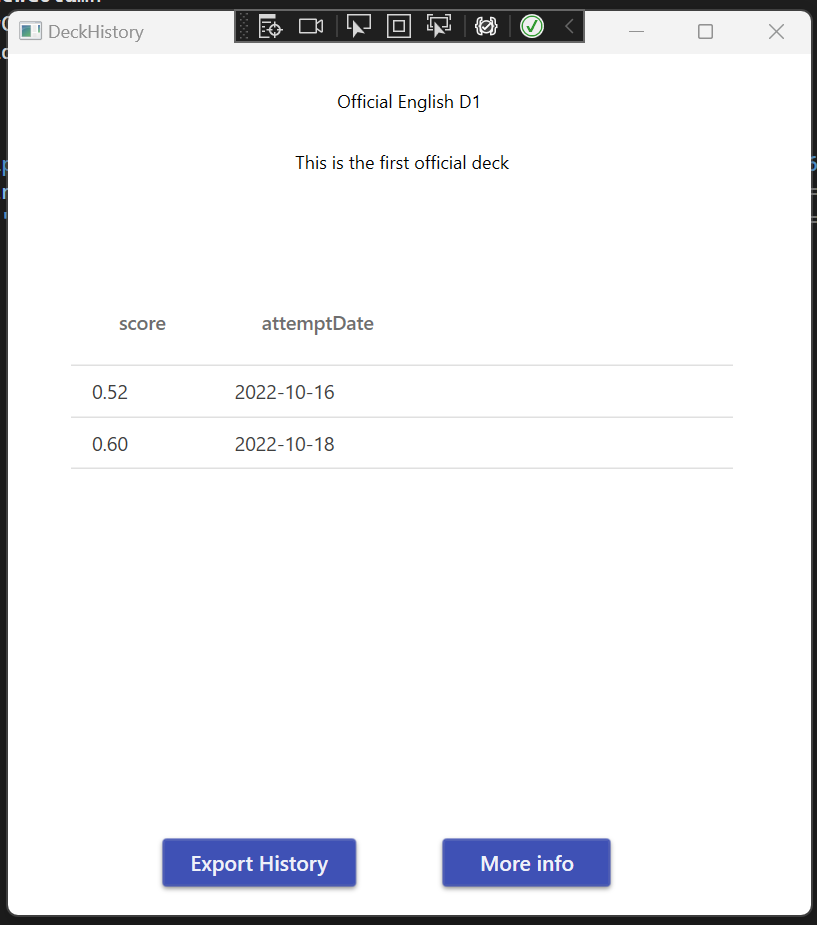 DeckHistory
Official English D1
This is the first official deck
score attemptDate
0.52 2022-10-16
0.60 2022-10-18
Export History More info